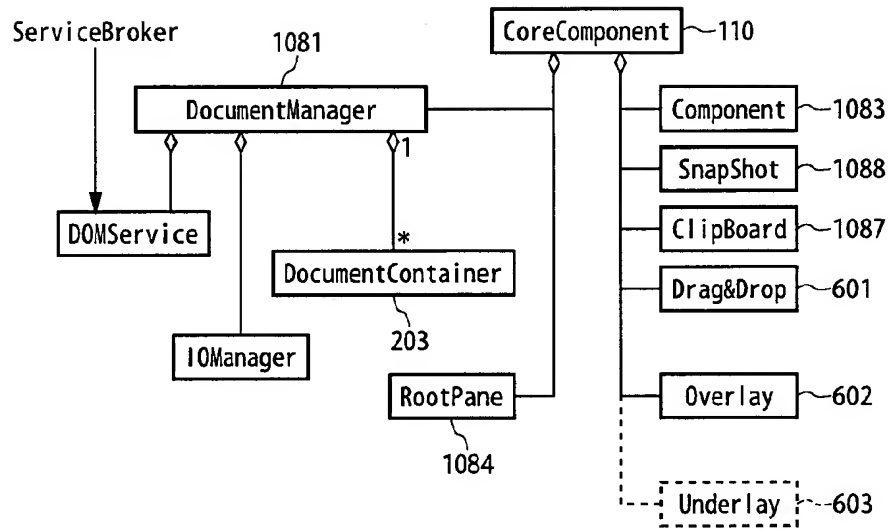 ServiceBroker
1081
CoreComponent
110
DocumentManager
Component
1083
1
SnapShot
1088
DOMService
ClipBoard
1087
*
DocumentContainer
Drag&Drop
601
203
IOManager
RootPane
Overlay
602
1084
Underlay
603